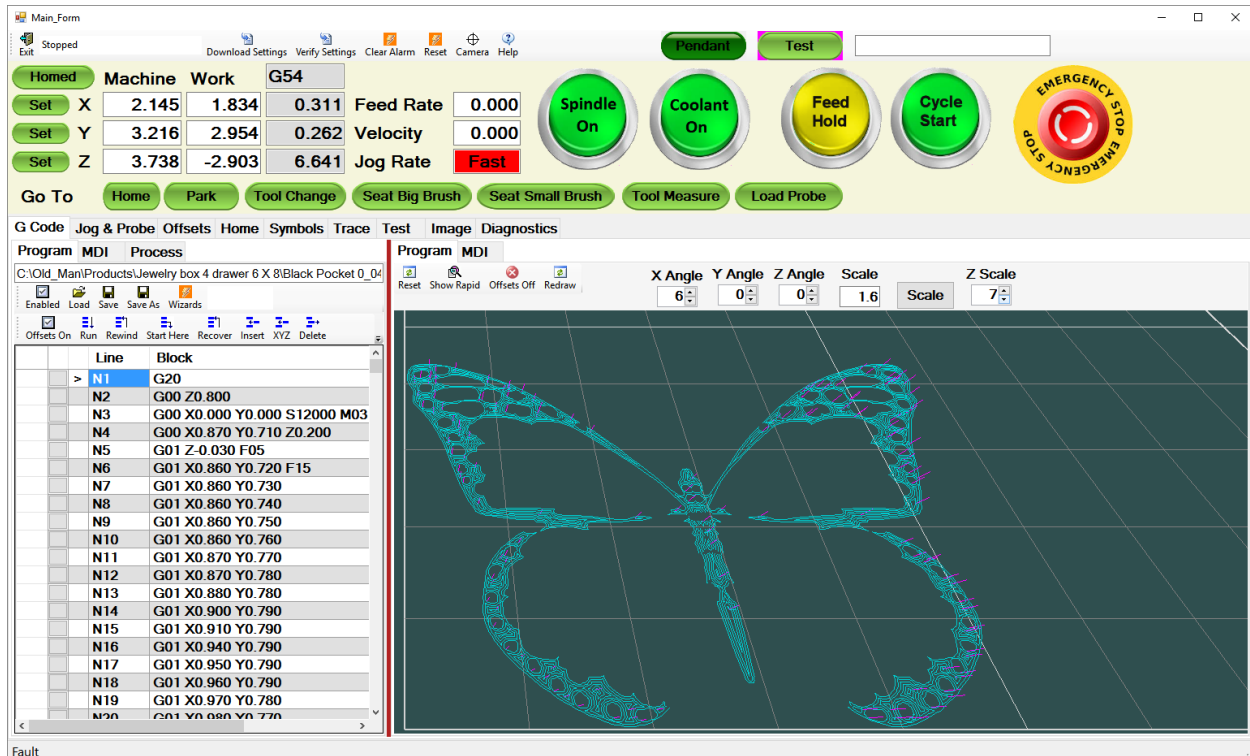 Main_Form
Exit Stopped Download Settings Verify Settings Clear Alarm Reset Camera Help Pendant Test
Homed Machine Work G54
Set X 2.145 1.834 0.311 Feed Rate 0.000
Set Y 3.216 2.954 0.262 Velocity 0.000
Set Z 3.738 -2.903 6.641 Jog Rate Fast
Spindle On Coolant On Feed Hold Cycle Start
EMERGENCY STOP EMERGENCY STOP
Go To Home Park Tool Change Seat Big Brush Seat Small Brush Tool Measure Load Probe
G Code Jog & Probe Offsets Home Symbols Trace Test Image Diagnostics
Program MDI Process
C:\Old_Man\Products\Jewelry box 4 drawer 6 X 8\Black Pocket 0_04
Enabled Load Save Save As Wizards
Offsets On Run Rewind Start Here Recover Insert XYZ Delete
Line Block
> N1 G20
N2 G00 Z0.800
N3 G00 X0.000 Y0.000 S12000 M03
N4 G00 X0.870 Y0.710 Z0.200
N5 G01 Z-0.030 F05
N6 G01 X0.860 Y0.720 F15
N7 G01 X0.860 Y0.730
N8 G01 X0.860 Y0.740
N9 G01 X0.860 Y0.750
N10 G01 X0.860 Y0.760
N11 G01 X0.870 Y0.770
N12 G01 X0.870 Y0.780
N13 G01 X0.880 Y0.780
N14 G01 X0.900 Y0.790
N15 G01 X0.910 Y0.790
N16 G01 X0.940 Y0.790
N17 G01 X0.950 Y0.790
N18 G01 X0.960 Y0.790
N19 G01 X0.970 Y0.780
N20 G01 X0.980 Y0.770
Program MDI
Reset Show Rapid Offsets Off Redraw
X Angle Y Angle Z Angle Scale Z Scale
6 0 0 1.6 Scale 7
Fault